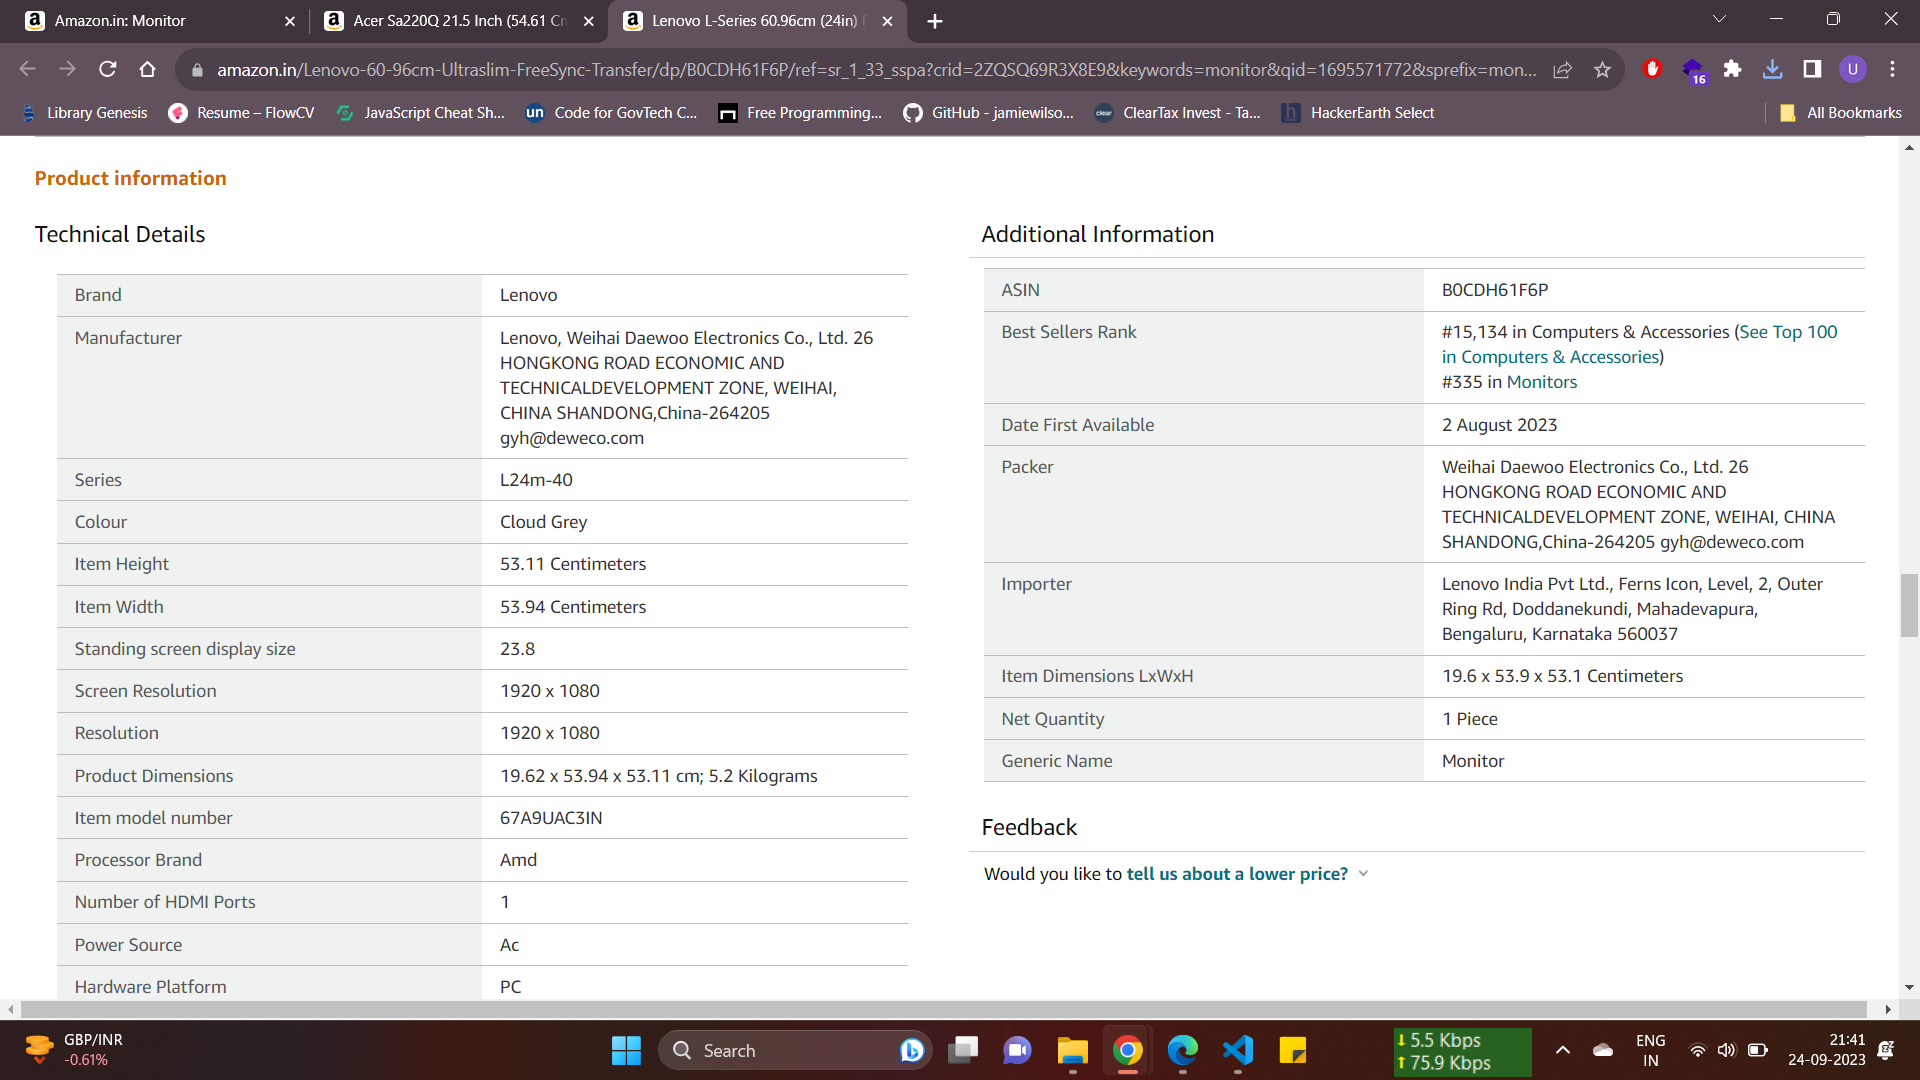 Amazon.in: Monitor
Acer Sa220Q 21.5 Inch (54.61 Cm
Lenovo L-Series 60.96cm (24in)
amazon.in/Lenovo-60-96cm-Ultraslim-FreeSync-Transfer/dp/B0CDH61F6P/ref=sr_1_33_sspa?crid=2ZQSQ69R3X8E9&keywords=monitor&qid=1695571772&sprefix=mon...
16
U
Library Genesis
Resume – FlowCV
JavaScript Cheat Sh...
un
Code for GovTech C...
Free Programming...
GitHub - jamiewilso...
clear
ClearTax Invest - Ta...
h
HackerEarth Select
All Bookmarks
Product information
Technical Details
Brand
Lenovo
Manufacturer
Lenovo, Weihai Daewoo Electronics Co., Ltd. 26
HONGKONG ROAD ECONOMIC AND
TECHNICALDEVELOPMENT ZONE, WEIHAI,
CHINA SHANDONG,China-264205
gyh@deweco.com
Series
L24m-40
Colour
Cloud Grey
Item Height
53.11 Centimeters
Item Width
53.94 Centimeters
Standing screen display size
23.8
Screen Resolution
1920 x 1080
Resolution
1920 x 1080
Product Dimensions
19.62 x 53.94 x 53.11 cm; 5.2 Kilograms
Item model number
67A9UAC3IN
Processor Brand
Amd
Number of HDMI Ports
1
Power Source
Ac
Hardware Platform
PC
Additional Information
ASIN
B0CDH61F6P
Best Sellers Rank
#15,134 in Computers & Accessories (See Top 100
in Computers & Accessories)
#335 in Monitors
Date First Available
2 August 2023
Packer
Weihai Daewoo Electronics Co., Ltd. 26
HONGKONG ROAD ECONOMIC AND
TECHNICALDEVELOPMENT ZONE, WEIHAI, CHINA
SHANDONG,China-264205 gyh@deweco.com
Importer
Lenovo India Pvt Ltd., Ferns Icon, Level, 2, Outer
Ring Rd, Doddanekundi, Mahadevapura,
Bengaluru, Karnataka 560037
Item Dimensions LxWxH
19.6 x 53.9 x 53.1 Centimeters
Net Quantity
1 Piece
Generic Name
Monitor
Feedback
Would you like to tell us about a lower price?
GBP/INR
-0.61%
Search
5.5 Kbps
75.9 Kbps
ENG
IN
21:41
24-09-2023